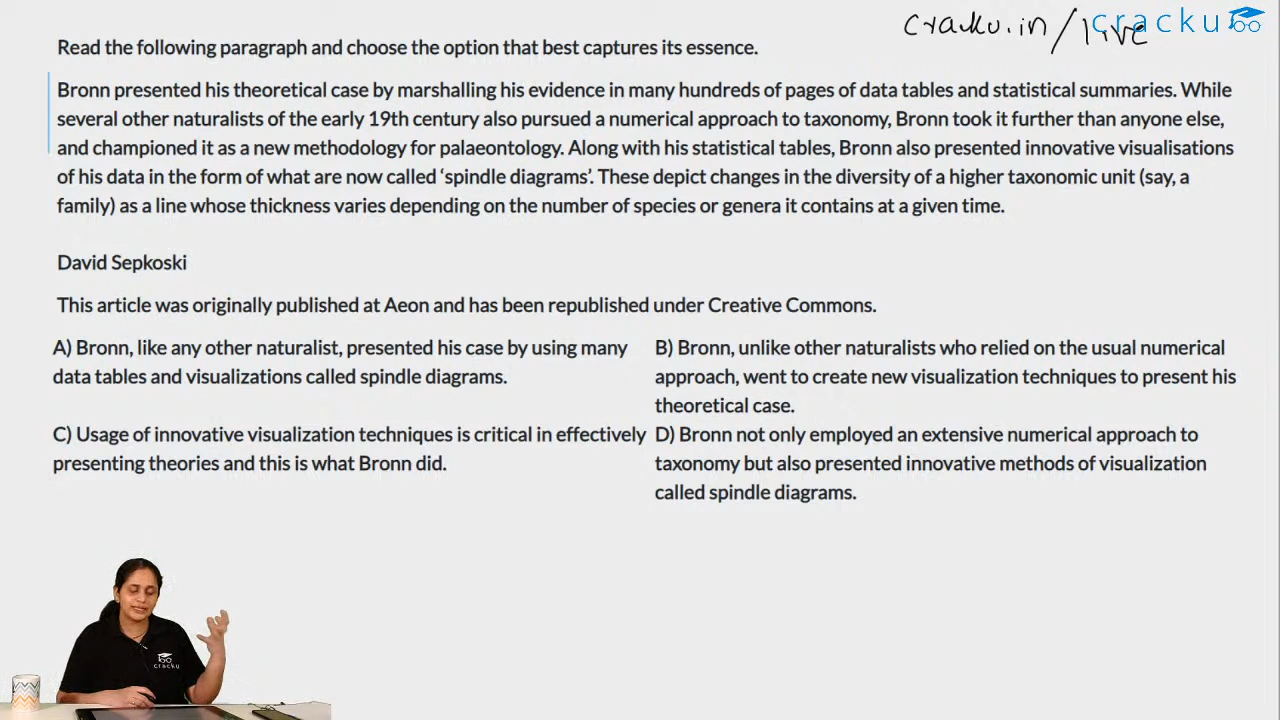 cracku.in/live
cracku
Read the following paragraph and choose the option that best captures its essence.
Bronn presented his theoretical case by marshalling his evidence in many hundreds of pages of data tables and statistical summaries. While
several other naturalists of the early 19th century also pursued a numerical approach to taxonomy, Bronn took it further than anyone else,
and championed it as a new methodology for palaeontology. Along with his statistical tables, Bronn also presented innovative visualisations
of his data in the form of what are now called ‘spindle diagrams’. These depict changes in the diversity of a higher taxonomic unit (say, a
family) as a line whose thickness varies depending on the number of species or genera it contains at a given time.
David Sepkoski
This article was originally published at Aeon and has been republished under Creative Commons.
A) Bronn, like any other naturalist, presented his case by using many
data tables and visualizations called spindle diagrams.
B) Bronn, unlike other naturalists who relied on the usual numerical
approach, went to create new visualization techniques to present his
theoretical case.
C) Usage of innovative visualization techniques is critical in effectively
presenting theories and this is what Bronn did.
D) Bronn not only employed an extensive numerical approach to
taxonomy but also presented innovative methods of visualization
called spindle diagrams.
cracku